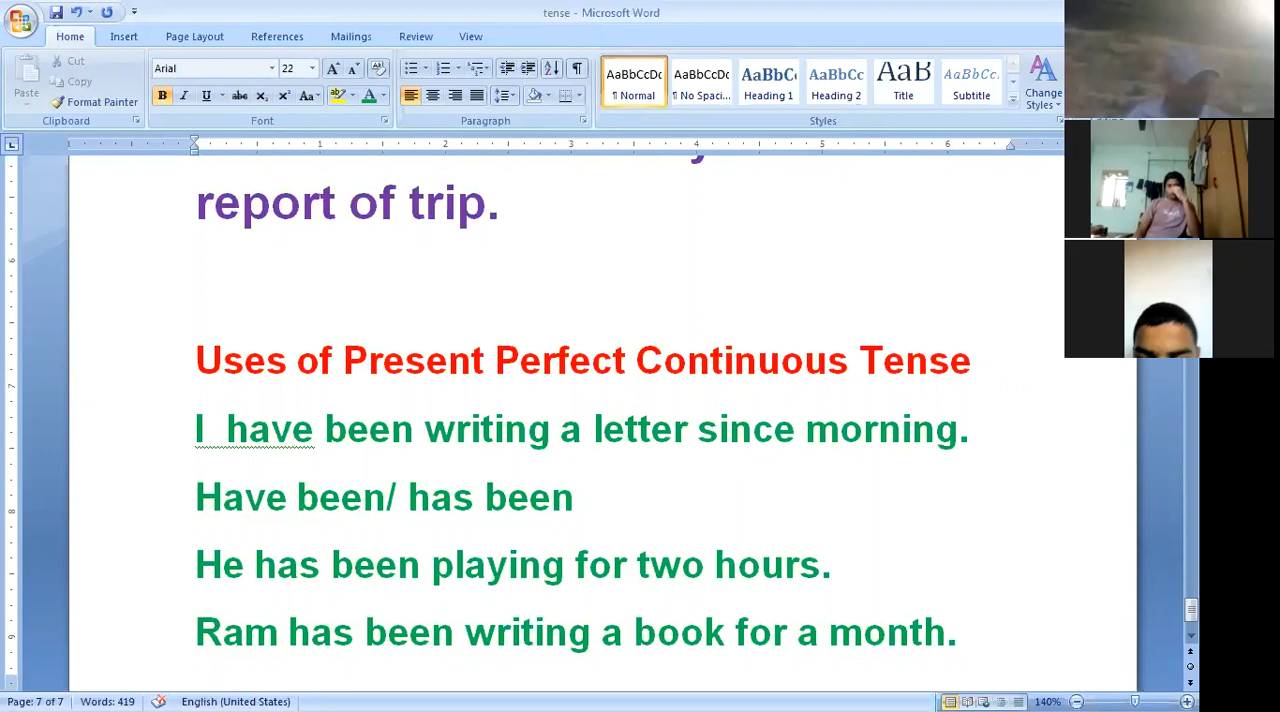 tense - Microsoft Word
Home Insert Page Layout References Mailings Review View
Paste
Cut
Copy
Format Painter
Clipboard
Arial 22
Font
Paragraph
AaBbCcDc AaBbCcDc AaBbC AaBbCc AaB AaBbCc.
¶ Normal ¶ No Spaci... Heading 1 Heading 2 Title Subtitle
Change Styles
Styles
report of trip.
Uses of Present Perfect Continuous Tense
I  have been writing a letter since morning.
Have been/ has been
He has been playing for two hours.
Ram has been writing a book for a month.
Page: 7 of 7 Words: 419 English (United States) 140%